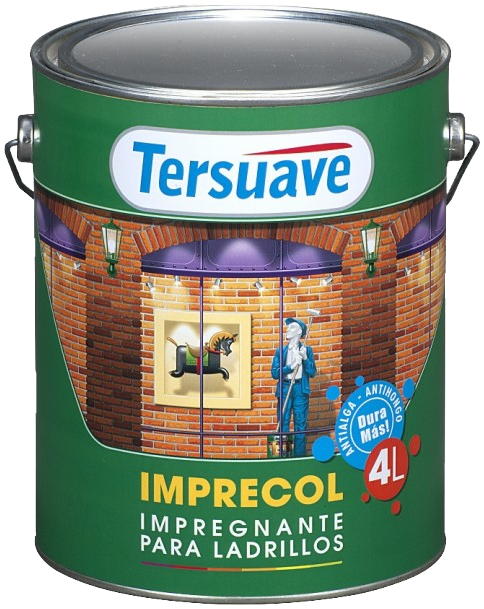 Tersuave
ANTIALGA - ANTIHONGO
Dura
Más!
4L
IMPRECOL
IMPREGNANTE
PARA LADRILLOS